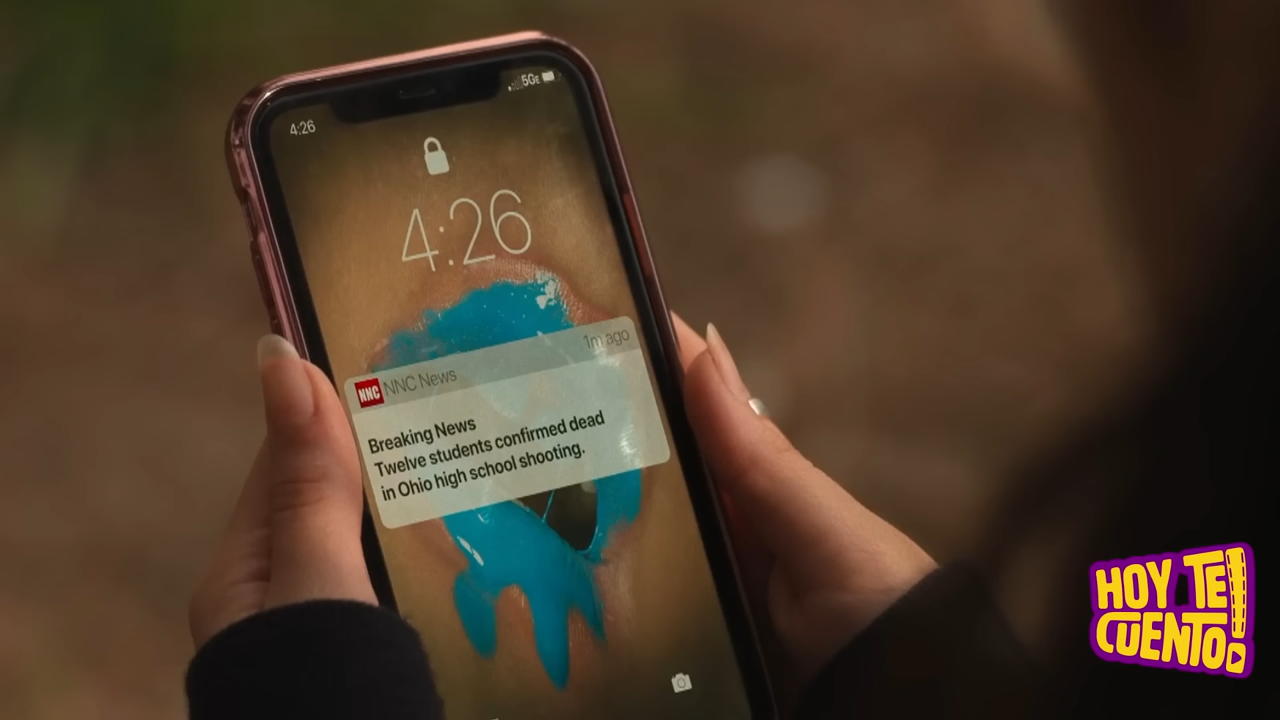 4:26
5GE
4:26
NNC NNC News
1m ago
Breaking News
Twelve students confirmed dead
in Ohio high school shooting.
HOY TE
CUENTO!